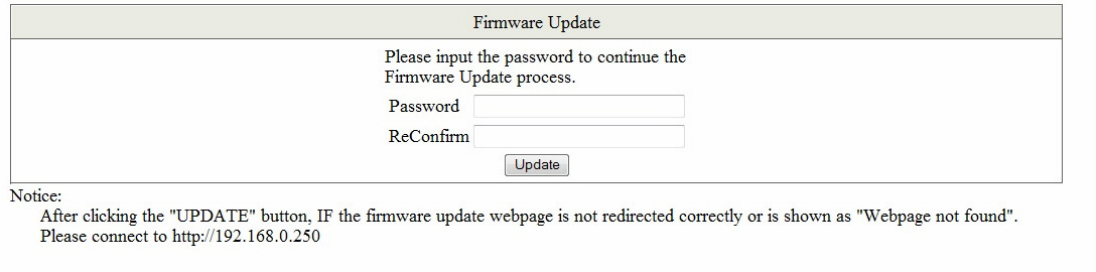 Firmware Update
Please input the password to continue the
Firmware Update process.
Password
ReConfirm
Update
Notice:
After clicking the "UPDATE" button, IF the firmware update webpage is not redirected correctly or is shown as "Webpage not found".
Please connect to http://192.168.0.250